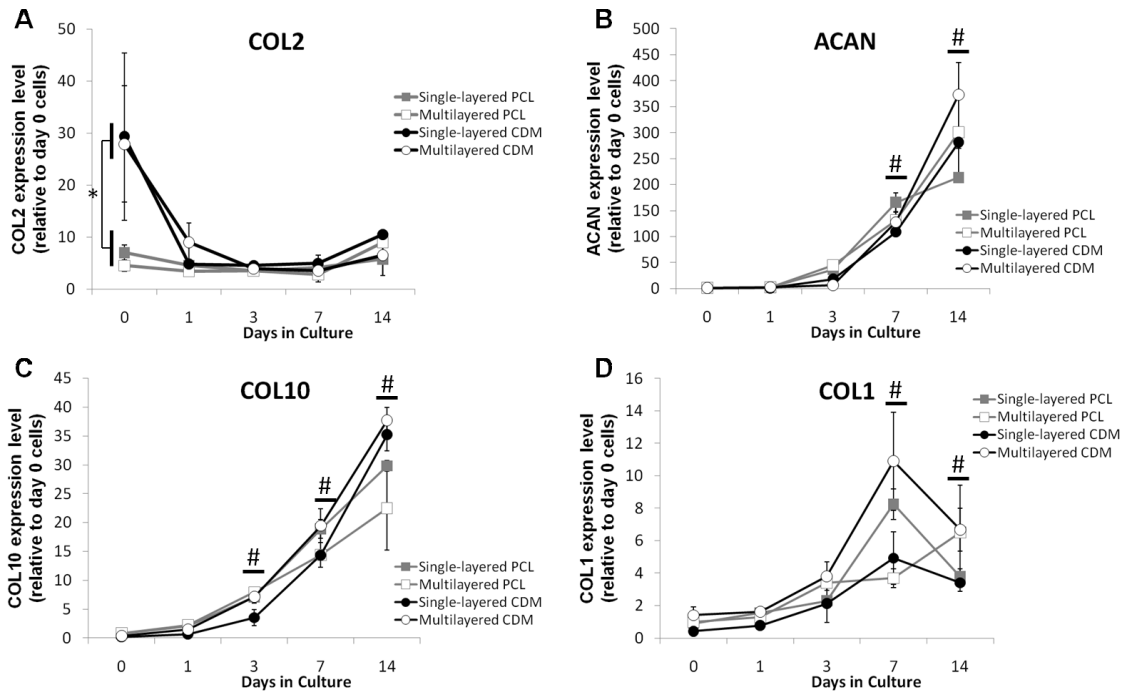 A
COL2
COL2 expression level
(relative to day 0 cells)
50
40
30
20
10
0
*
Single-layered PCL
Multilayered PCL
Single-layered CDM
Multilayered CDM
0 1 3 7 14
Days in Culture
B
ACAN
ACAN expression level
(relative to day 0 cells)
500
450
400
350
300
250
200
150
100
50
0
#
#
Single-layered PCL
Multilayered PCL
Single-layered CDM
Multilayered CDM
0 1 3 7 14
Days in Culture
C
COL10
COL10 expression level
(relative to day 0 cells)
45
40
35
30
25
20
15
10
5
0
#
#
#
Single-layered PCL
Multilayered PCL
Single-layered CDM
Multilayered CDM
0 1 3 7 14
Days in Culture
D
COL1
COL1 expression level
(relative to day 0 cells)
16
14
12
10
8
6
4
2
0
#
#
Single-layered PCL
Multilayered PCL
Single-layered CDM
Multilayered CDM
0 1 3 7 14
Days in Culture